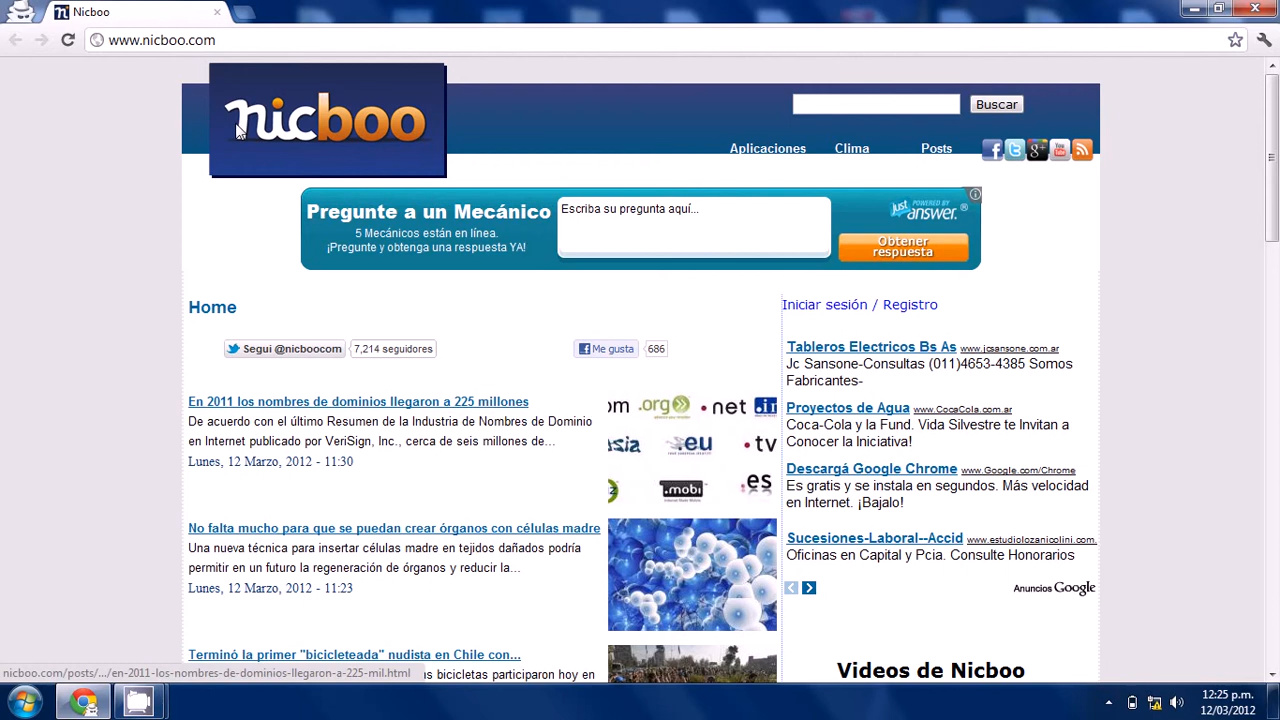 Nicboo
www.nicboo.com
nicboo
Buscar
Aplicaciones Clima Posts
Pregunte a un Mecánico
5 Mecánicos están en línea.
¡Pregunte y obtenga una respuesta YA!
Escriba su pregunta aquí...
POWERED BY
just answer®
Obtener
respuesta
Home
Iniciar sesión / Registro
Segui @nicboocom 7,214 seguidores
Me gusta 686
En 2011 los nombres de dominios llegaron a 225 millones
De acuerdo con el último Resumen de la Industria de Nombres de Dominio
en Internet publicado por VeriSign, Inc., cerca de seis millones de...
Lunes, 12 Marzo, 2012 - 11:30
om .org •net .in
Asia .eu •tv
.mobi .es
No falta mucho para que se puedan crear órganos con células madre
Una nueva técnica para insertar células madre en tejidos dañados podría
permitir en un futuro la regeneración de órganos y reducir la...
Lunes, 12 Marzo, 2012 - 11:23
Terminó la primer "bicicleteada" nudista en Chile con...
as bicicletas participaron hoy en
Tableros Electricos Bs As www.jcsansone.com.ar
Jc Sansone-Consultas (011)4653-4385 Somos
Fabricantes-
Proyectos de Agua www.CocaCola.com.ar
Coca-Cola y la Fund. Vida Silvestre te Invitan a
Conocer la Iniciativa!
Descargá Google Chrome www.Google.com/Chrome
Es gratis y se instala en segundos. Más velocidad
en Internet. ¡Bajalo!
Sucesiones-Laboral--Accid www.estudiolozanicolini.com.
Oficinas en Capital y Pcia. Consulte Honorarios
Anuncios Google
Videos de Nicboo
nicboo.com/posts/.../en-2011-los-nombres-de-dominios-llegaron-a-225-mil.html
12:25 p.m.
12/03/2012